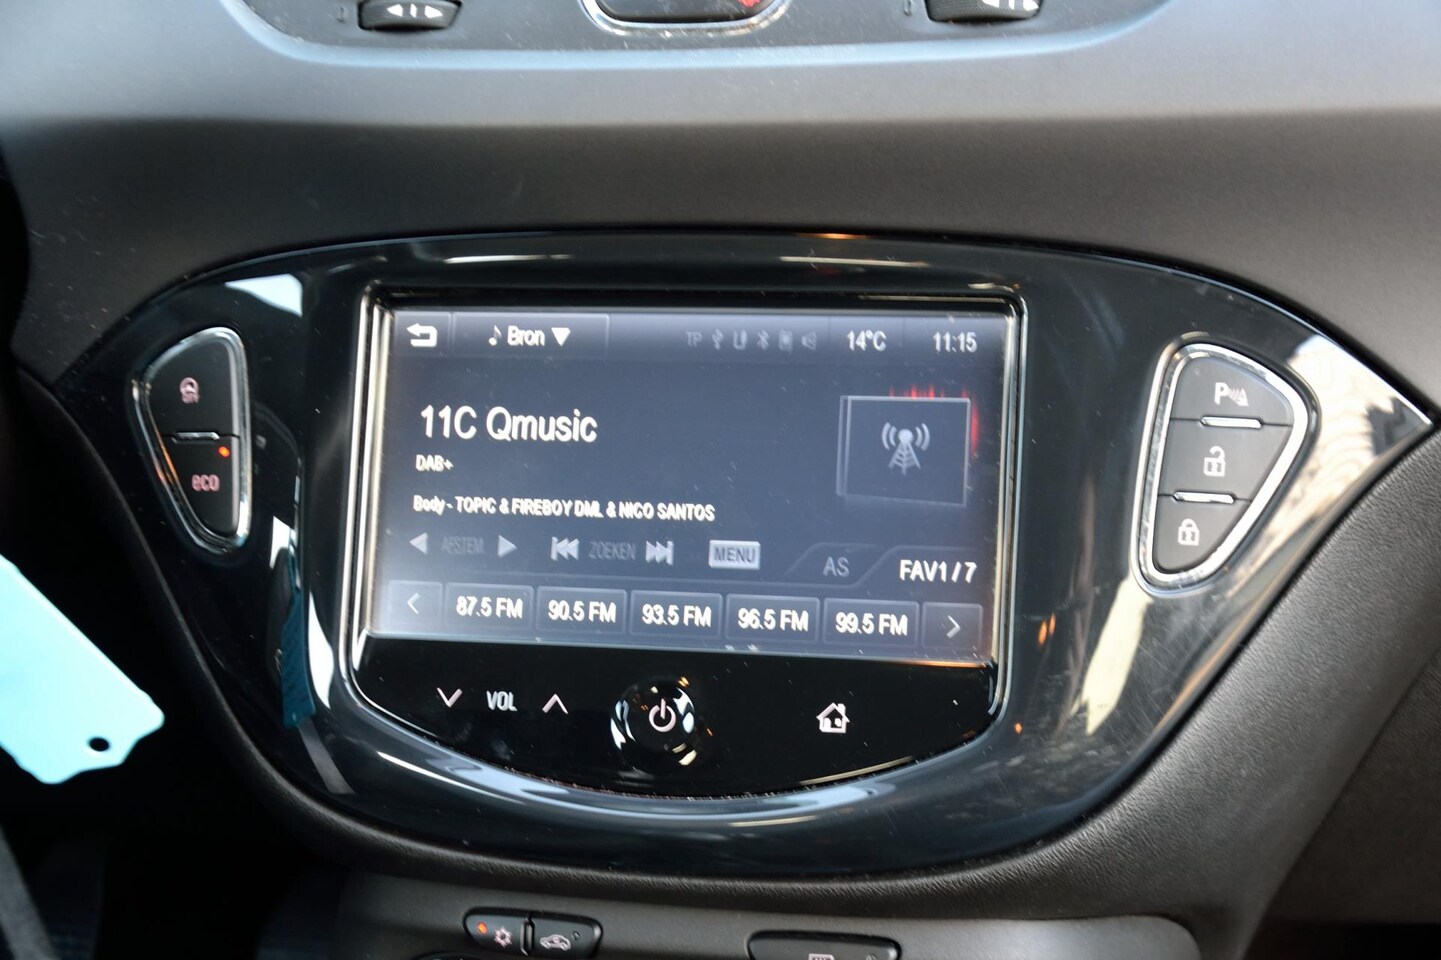 Bron TP 14°C 11:15
11C Qmusic
DAB+
Body - TOPIC & FIREBOY DML & NICO SANTOS
AFSTEM. ZOEKEN MENU AS FAV1/7
87.5 FM 90.5 FM 93.5 FM 96.5 FM 99.5 FM
VOL
eco
P